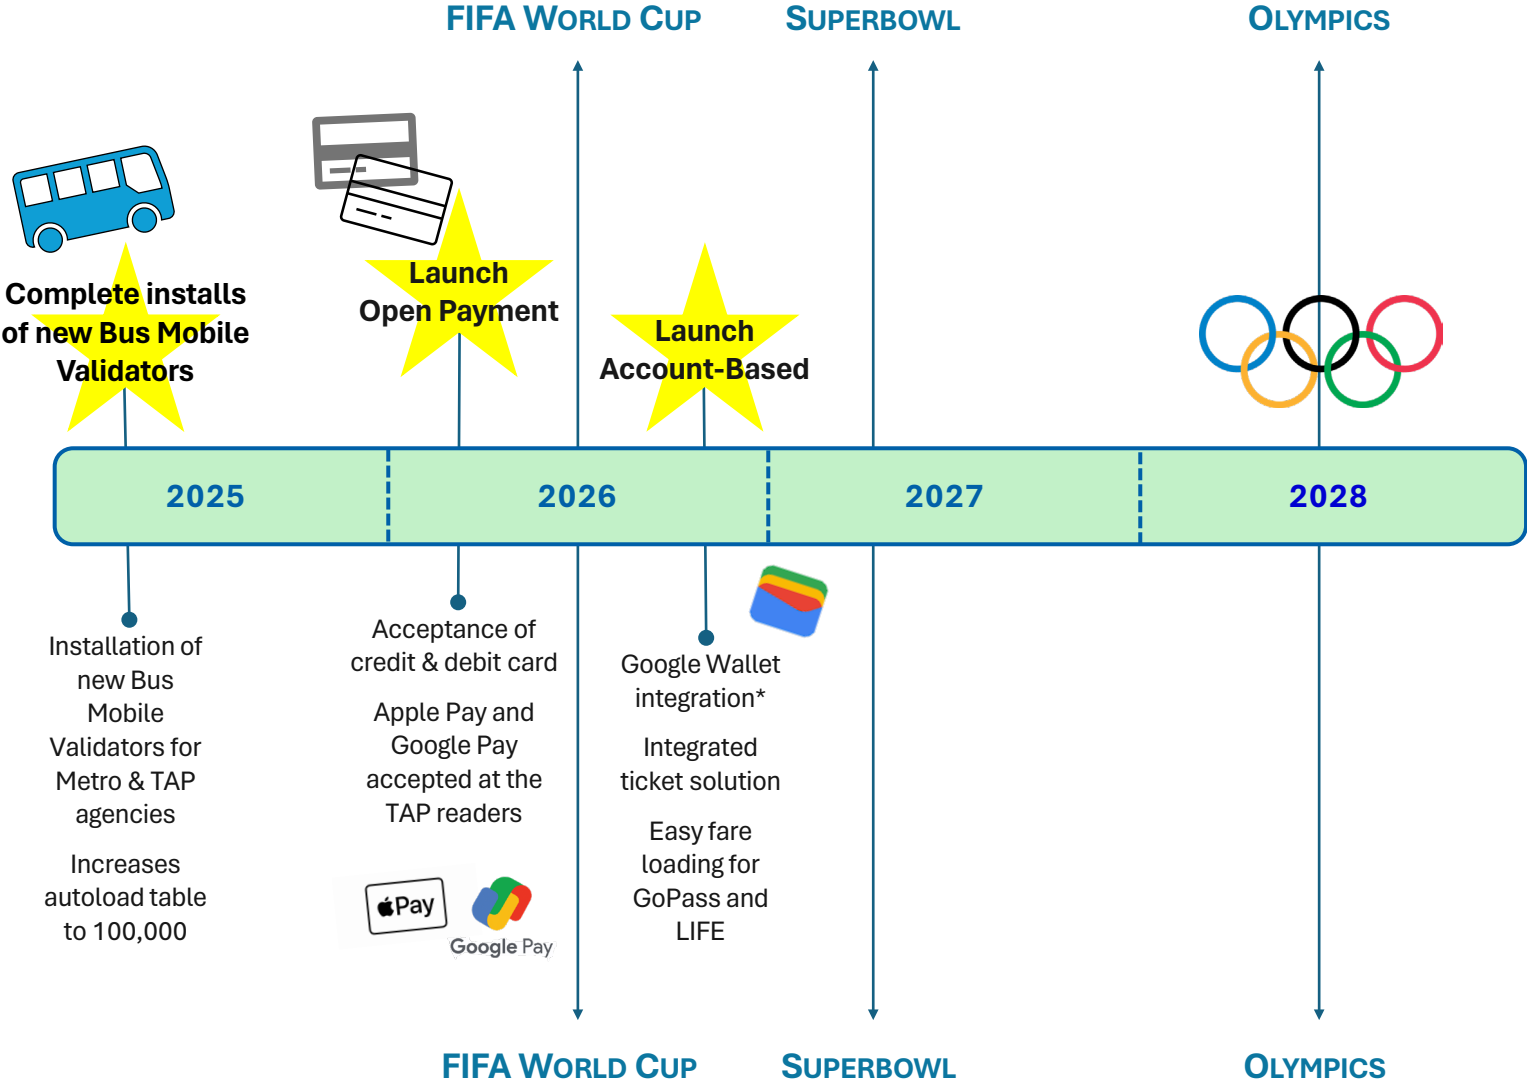 FIFA WORLD CUP
SUPERBOWL
OLYMPICS
Complete installs
of new Bus Mobile
Validators
Launch
Open Payment
Launch
Account-Based
2025
2026
2027
2028
Installation of
new Bus
Mobile
Validators for
Metro & TAP
agencies
Increases
autoload table
to 100,000
Acceptance of
credit & debit card
Apple Pay and
Google Pay
accepted at the
TAP readers
Pay
Google Pay
Google Wallet
integration*
Integrated
ticket solution
Easy fare
loading for
GoPass and
LIFE
FIFA WORLD CUP
SUPERBOWL
OLYMPICS